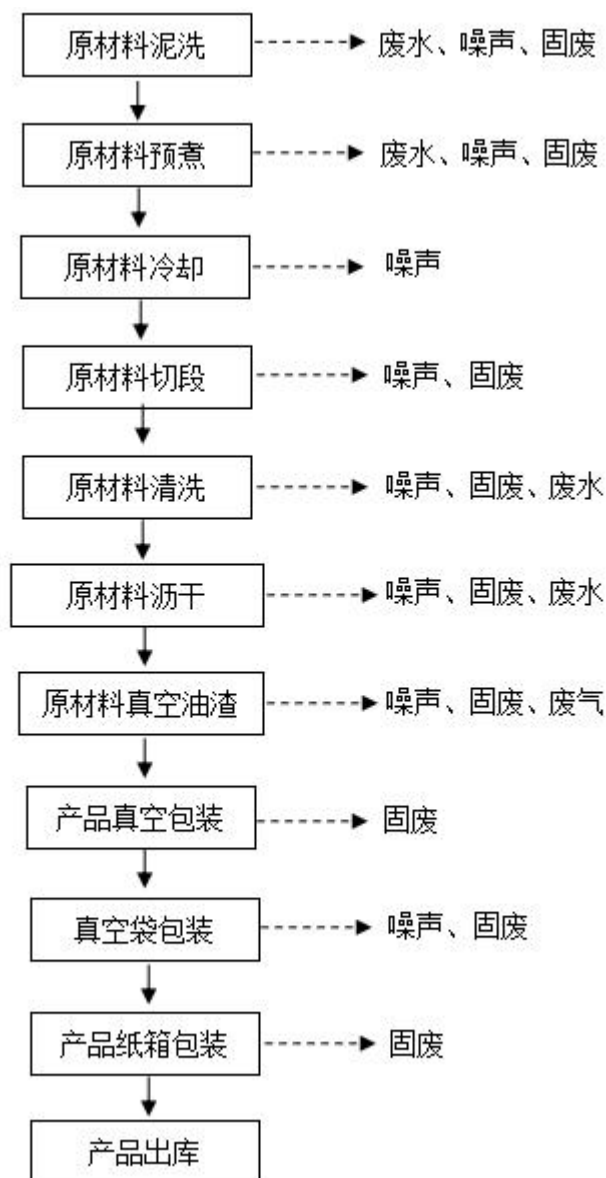 原材料泥洗 废水、噪声、固废
原材料预煮 废水、噪声、固废
原材料冷却 噪声
原材料切段 噪声、固废
原材料清洗 噪声、固废、废水
原材料沥干 噪声、固废、废水
原材料真空油渣 噪声、固废、废气
产品真空包装 固废
真空袋包装 噪声、固废
产品纸箱包装 固废
产品出库